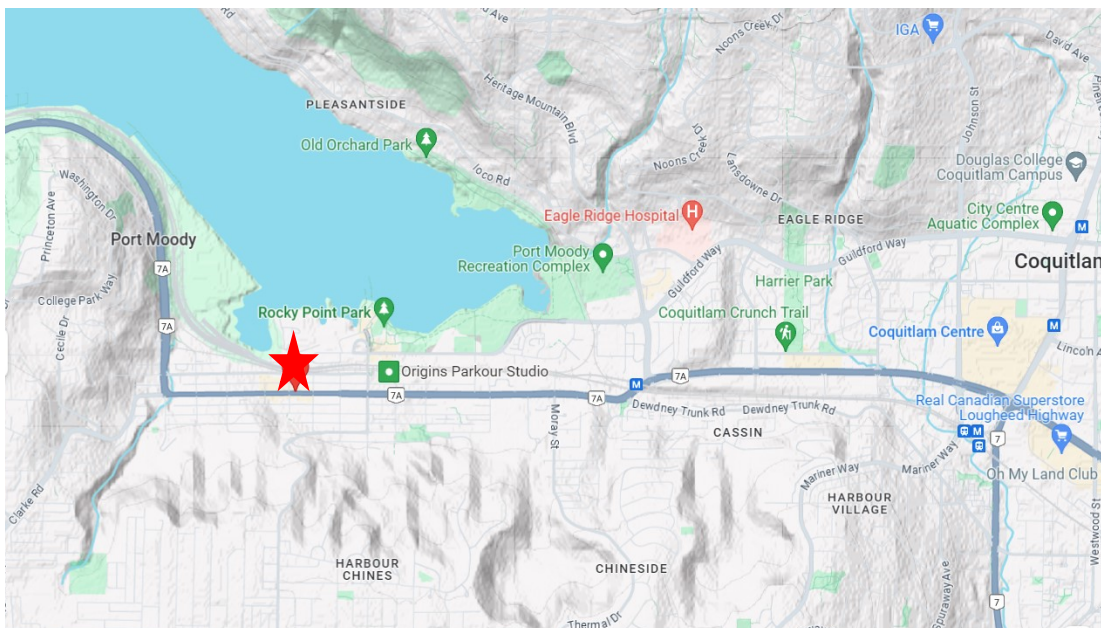 Rd
d Ave
Noons Creek Dr
IGA
David Ave
Heritage Mountain Blvd
PLEASANTSIDE
Johnson St
Old Orchard Park
Noons Creek Dr
Lansdowne Dr
Douglas College
Coquitlam Campus
Ioco Rd
Washington Dr
Princeton Ave
Eagle Ridge Hospital
H
EAGLE RIDGE
City Centre
Aquatic Complex
M
Port Moody
Port Moody
Recreation Complex
Guildford Way
Guildford Way
Coquitlam
7A
Harrier Park
College Park Way
Rocky Point Park
Coquitlam Crunch Trail
7A
Cecile Dr
Coquitlam Centre
M
Lincoln A
Origins Parkour Studio
7A
7A
M
7A
Dewdney Trunk Rd
Dewdney Trunk Rd
Real Canadian Superstore
Lougheed Highway
Moray St
CASSIN
M
7
Mariner Way
Mariner Way
Oh My Land Club
Clarke Rd
HARBOUR
VILLAGE
Westwood St
HARBOUR
CHINES
CHINESIDE
Spuraway Ave
7
Thermal Dr